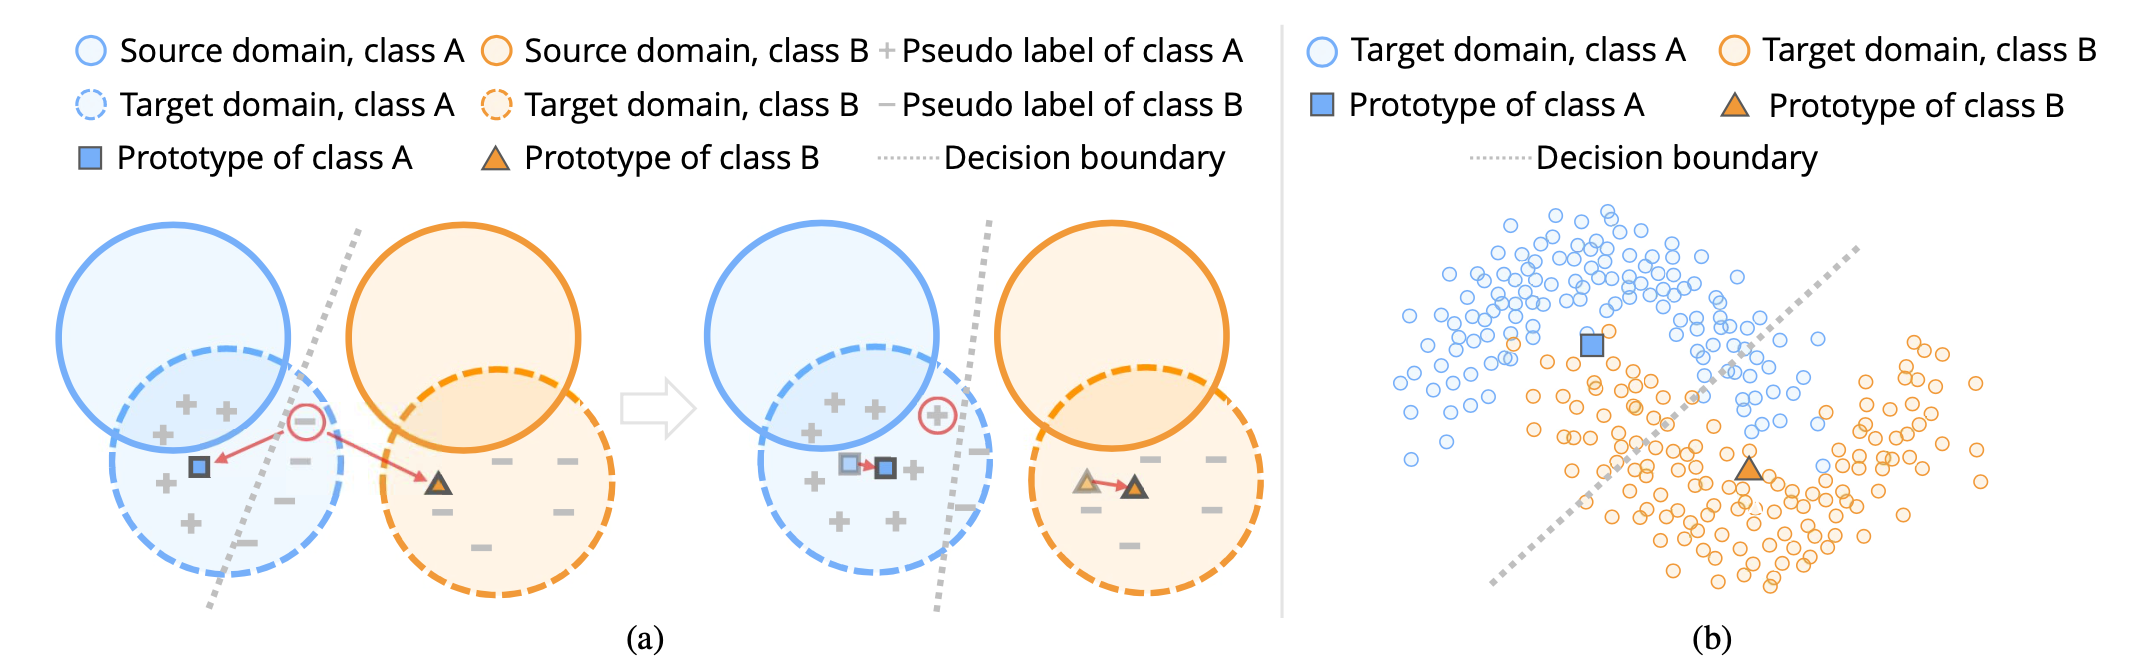 Source domain, class A Source domain, class B + Pseudo label of class A
Target domain, class A Target domain, class B − Pseudo label of class B
Prototype of class A Prototype of class B Decision boundary
(a)
Target domain, class A Target domain, class B
Prototype of class A Prototype of class B
Decision boundary
(b)